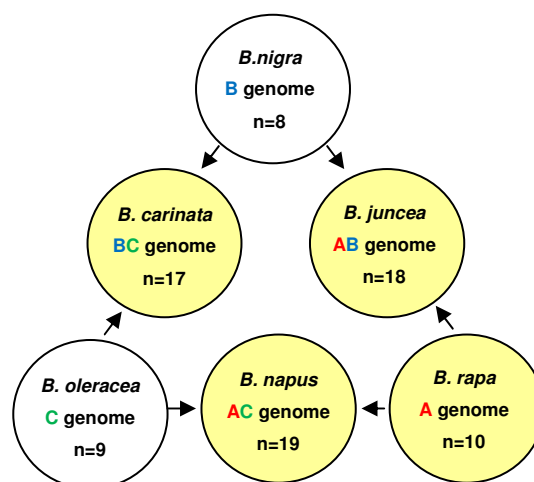 B.nigra
B genome
n=8
B. carinata
BC genome
n=17
B. juncea
AB genome
n=18
B. oleracea
C genome
n=9
B. napus
AC genome
n=19
B. rapa
A genome
n=10